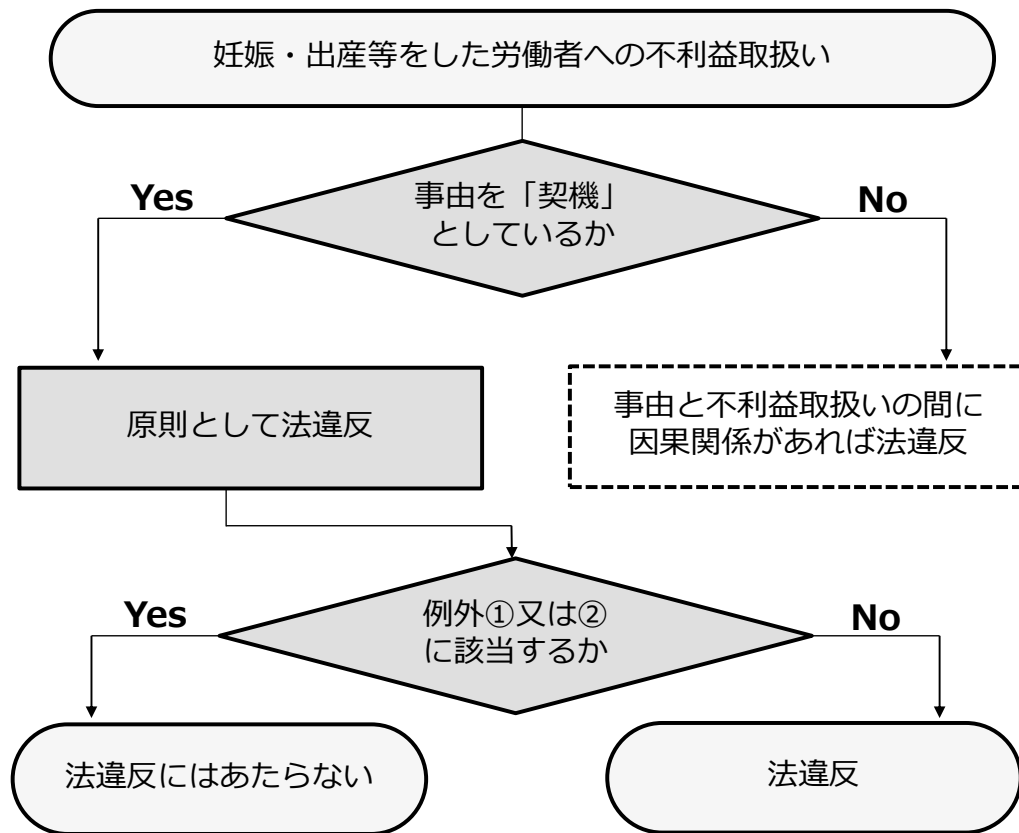 妊娠・出産等をした労働者への不利益取扱い
事由を「契機」
としているか
Yes
No
原則として法違反
事由と不利益取扱いの間に
因果関係があれば法違反
例外①又は②
に該当するか
Yes
No
法違反にはあたらない
法違反